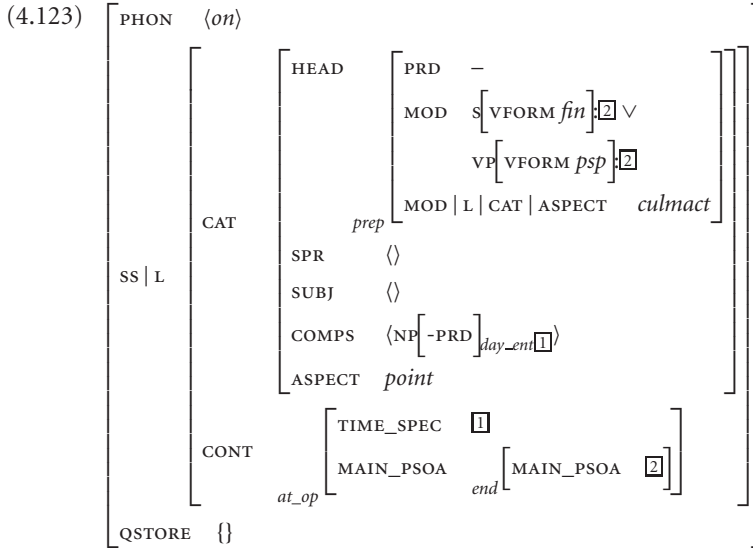 (4.123) PHON ⟨on⟩
HEAD PRD –
MOD S[VFORM fin]:2 ∨
VP[VFORM psp]:2
MOD | L | CAT | ASPECT culmact
CAT prep
SPR ⟨⟩
SS | L SUBJ ⟨⟩
COMPS ⟨NP[-PRD]day_ent 1⟩
ASPECT point
TIME_SPEC 1
CONT
MAIN_PSOA end[MAIN_PSOA 2]
at_op
QSTORE {}